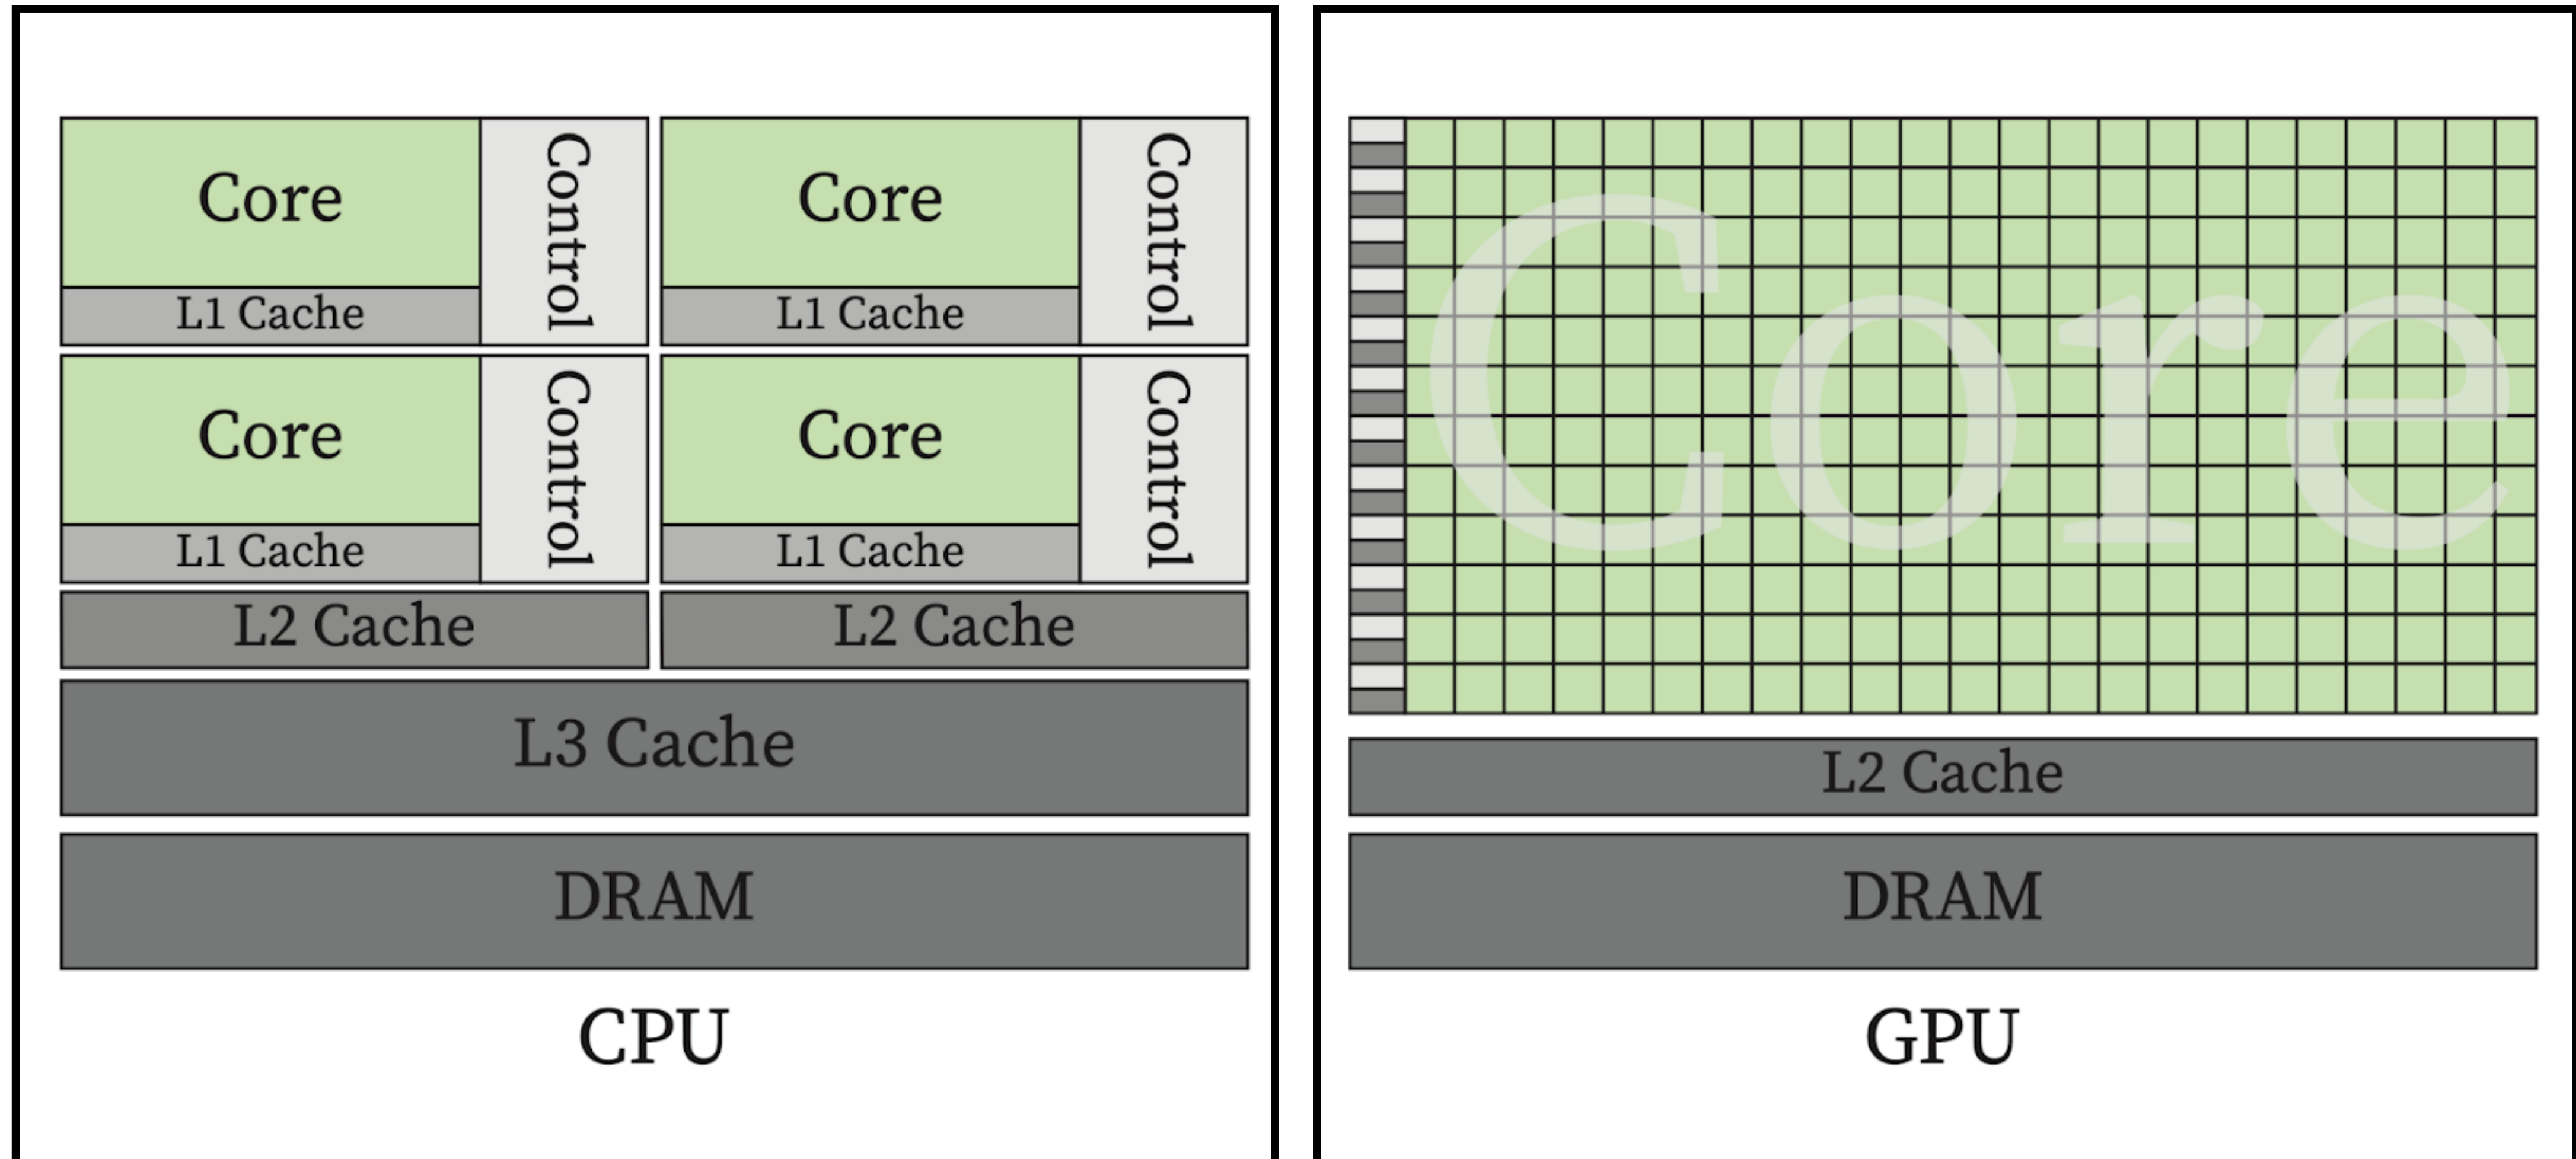 Core
Control
Core
Control
L1 Cache
L1 Cache
Core
Control
Core
Control
L1 Cache
L1 Cache
L2 Cache
L2 Cache
L3 Cache
DRAM
CPU
Core
L2 Cache
DRAM
GPU